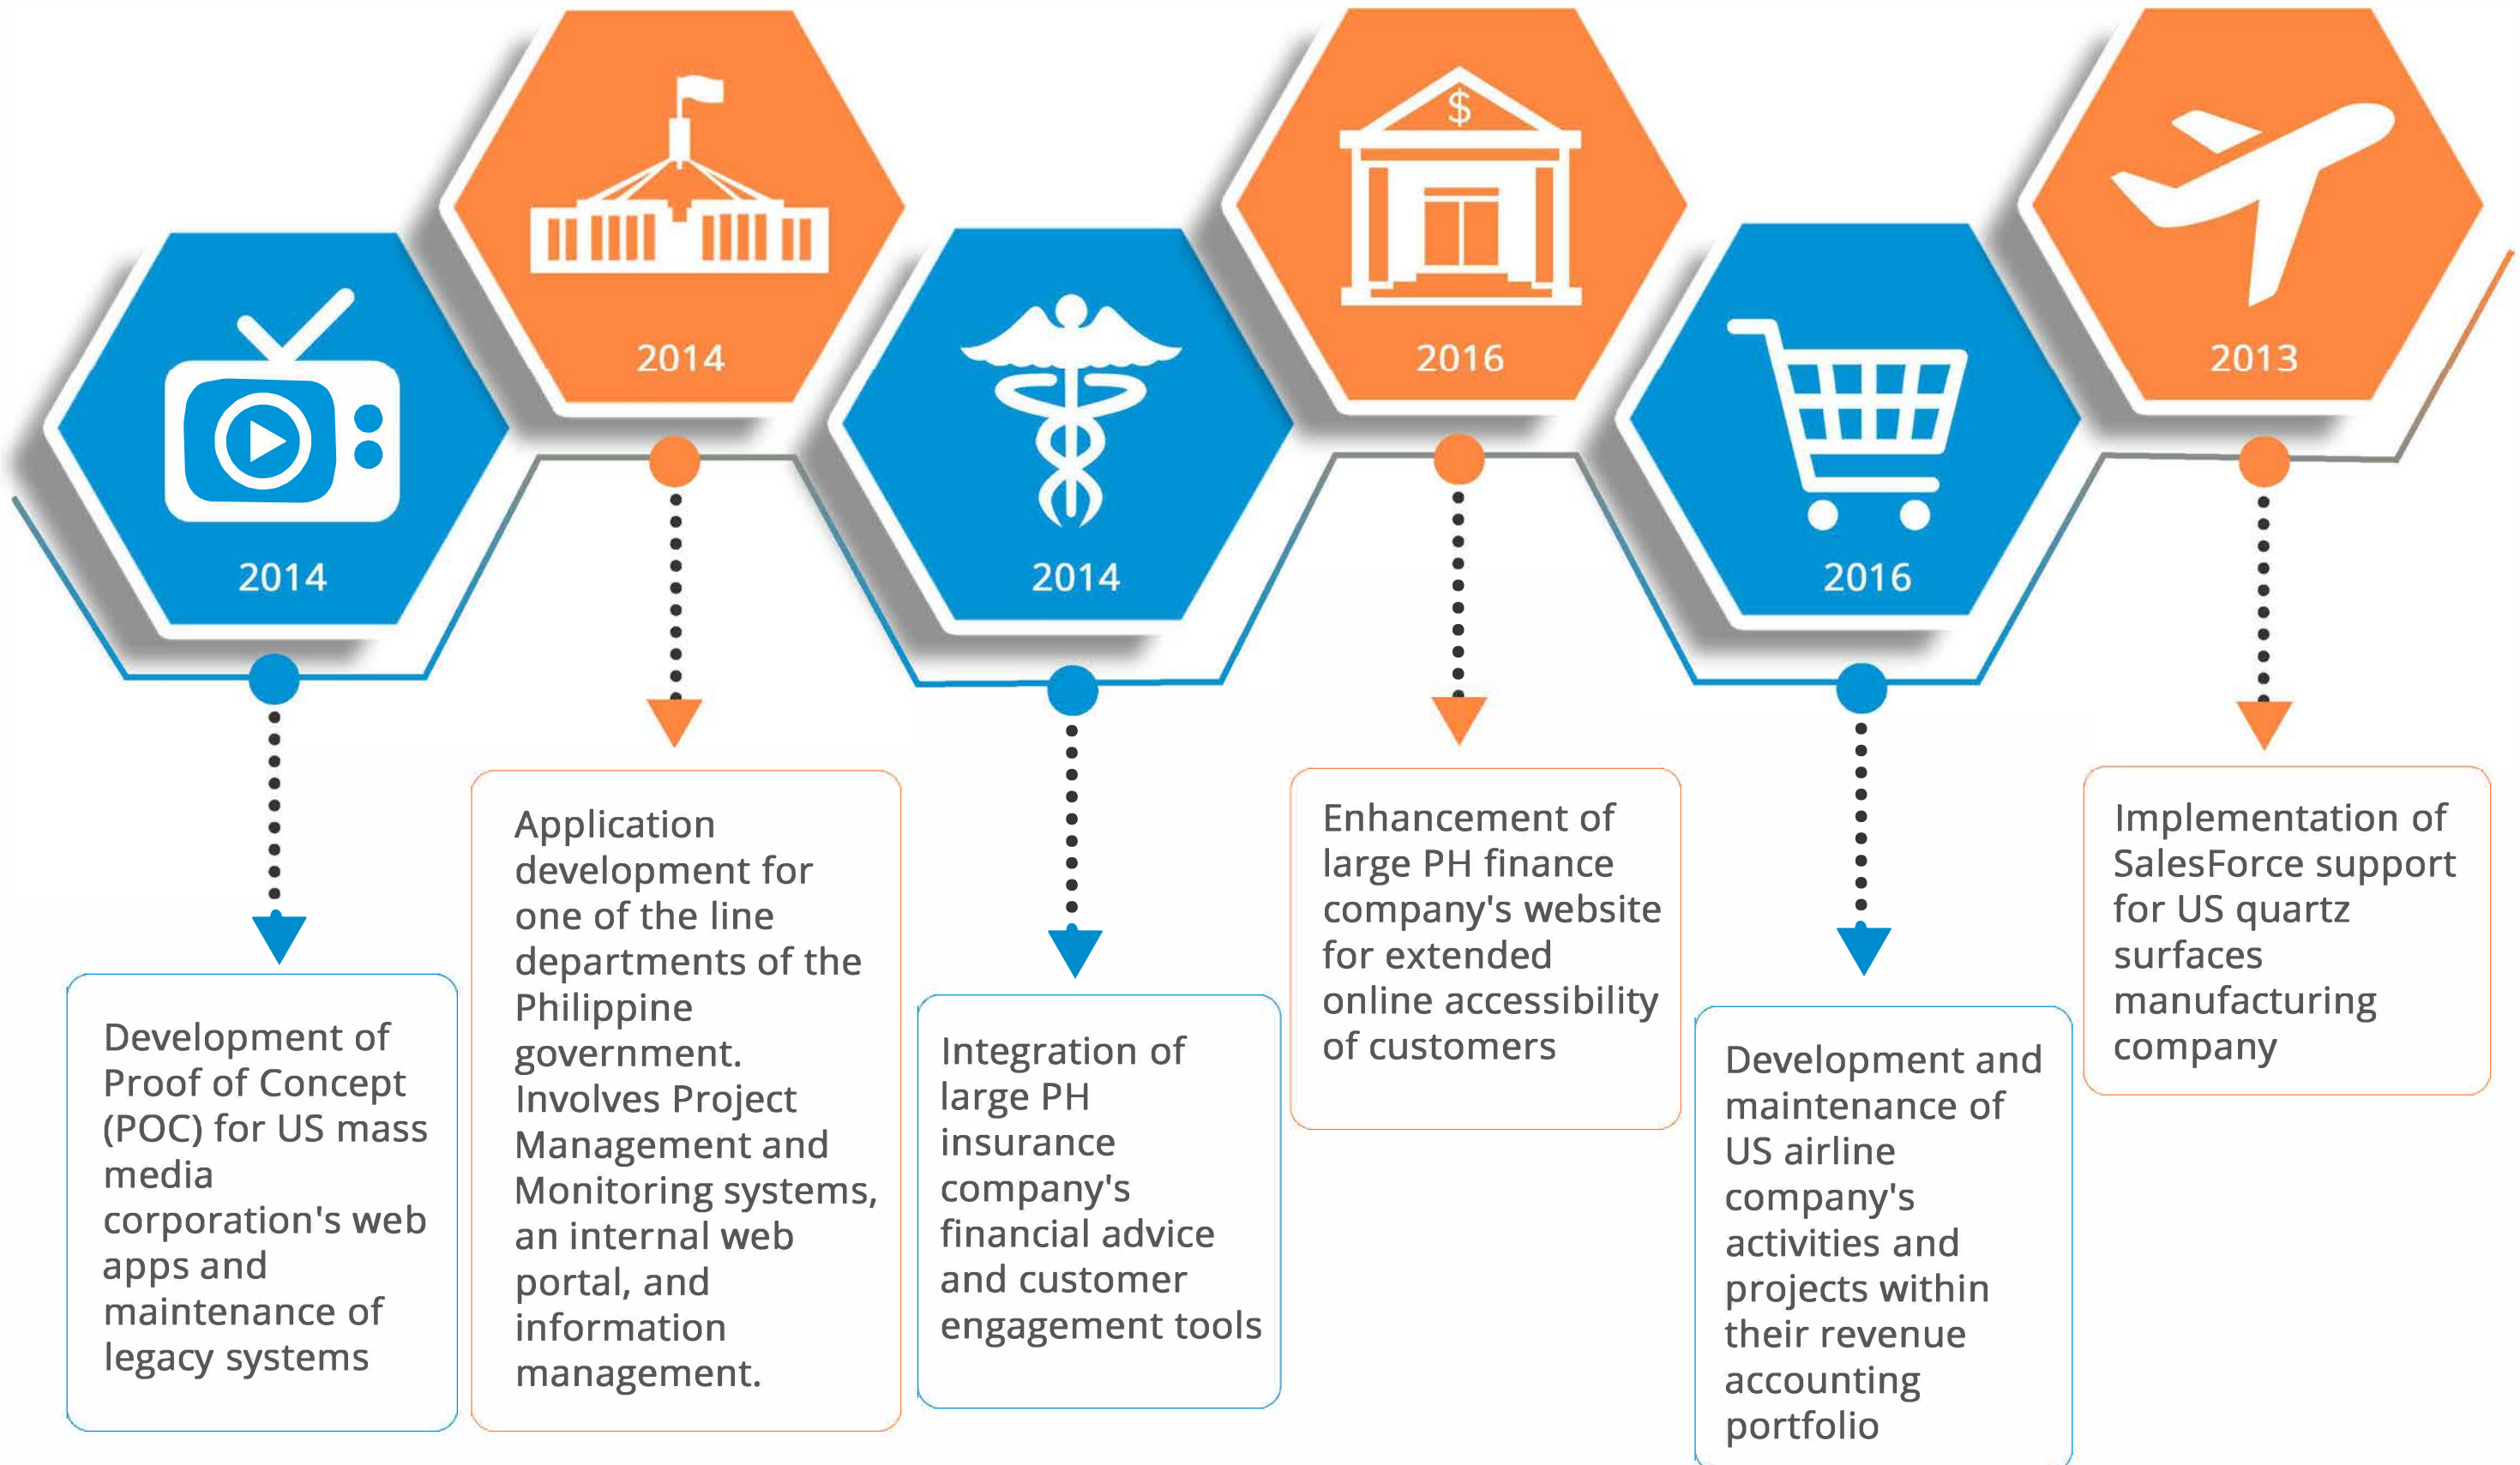 2014
Development of
Proof of Concept
(POC) for US mass
media
corporation's web
apps and
maintenance of
legacy systems
2014
Application
development for
one of the line
departments of the
Philippine
government.
Involves Project
Management and
Monitoring systems,
an internal web
portal, and
information
management.
2014
Integration of
large PH
insurance
company's
financial advice
and customer
engagement tools
$
2016
Enhancement of
large PH finance
company's website
for extended
online accessibility
of customers
2016
Development and
maintenance of
US airline
company's
activities and
projects within
their revenue
accounting
portfolio
2013
Implementation of
SalesForce support
for US quartz
surfaces
manufacturing
company